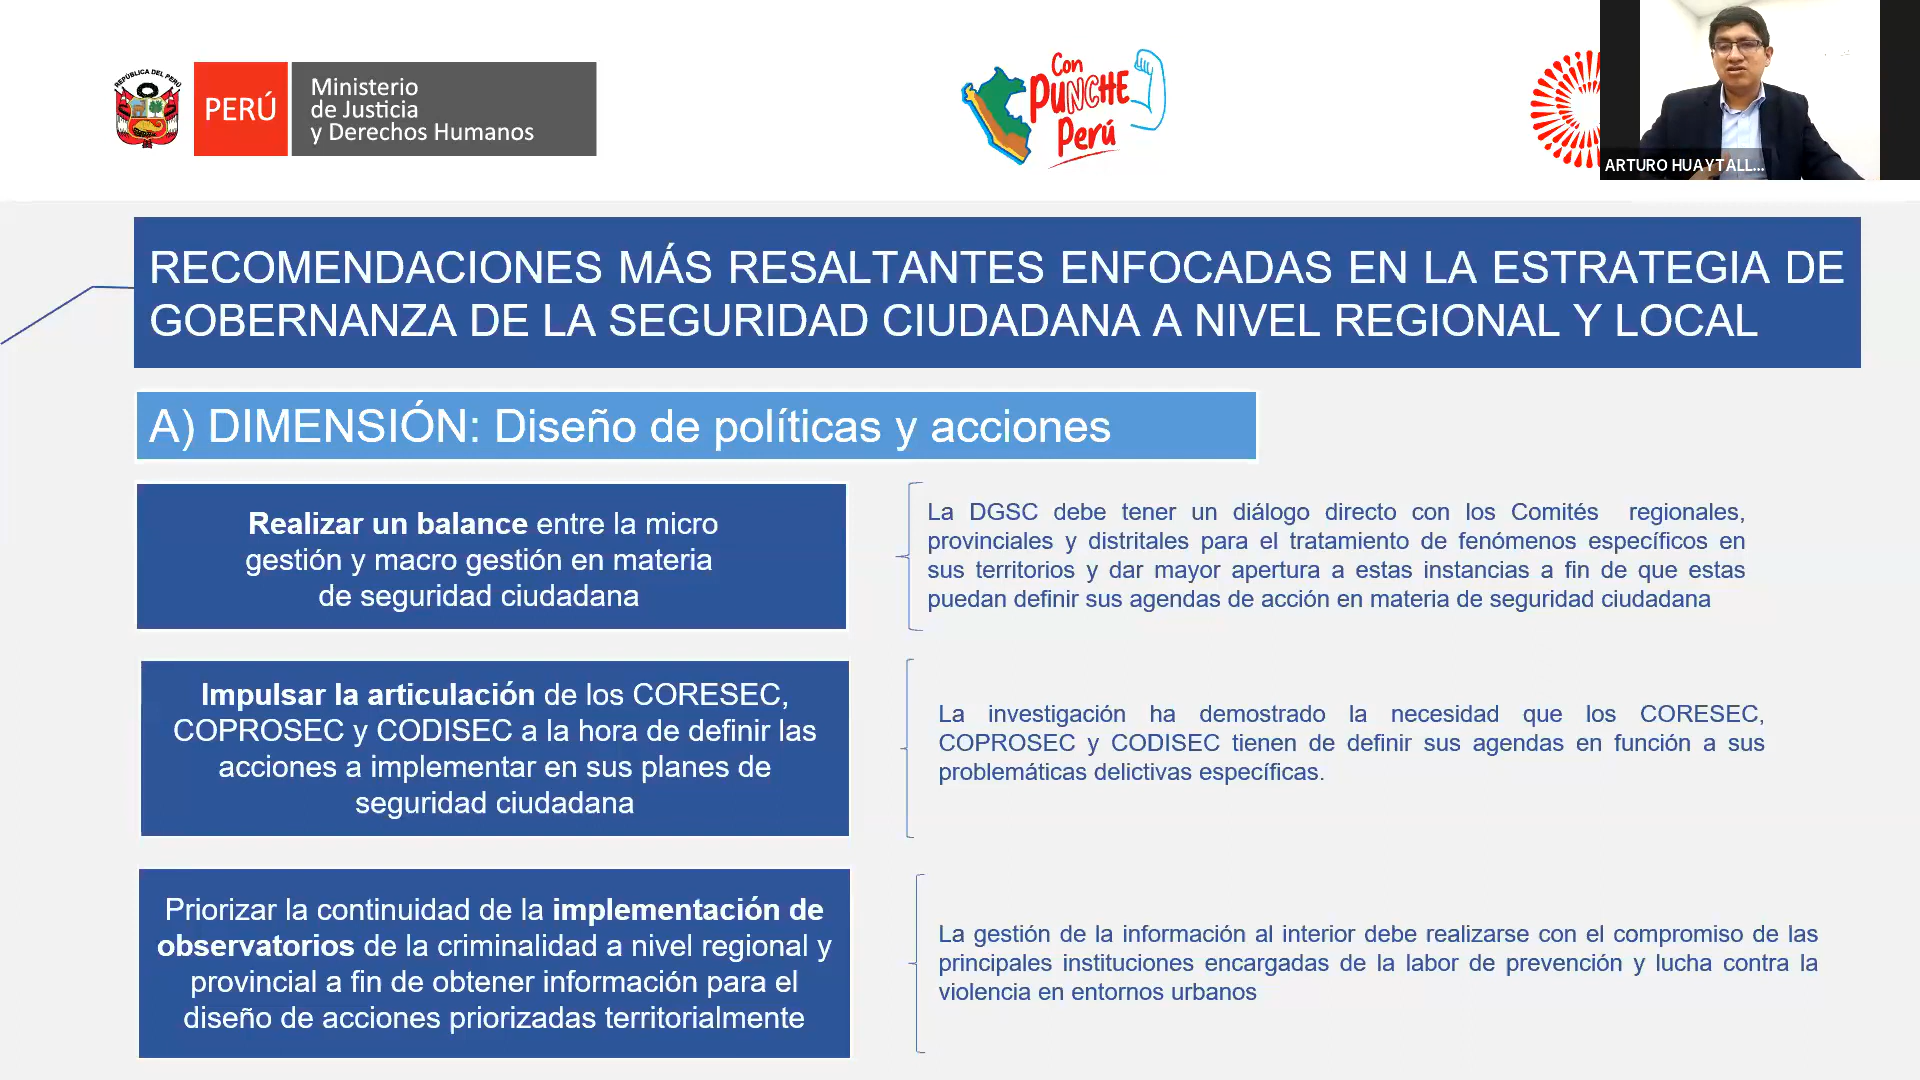 REPÚBLICA DEL PERÚ
PERÚ
Ministerio
de Justicia
y Derechos Humanos
Con
PUNCHE
Perú
ARTURO HUAYTALL...
RECOMENDACIONES MÁS RESALTANTES ENFOCADAS EN LA ESTRATEGIA DE
GOBERNANZA DE LA SEGURIDAD CIUDADANA A NIVEL REGIONAL Y LOCAL
A) DIMENSIÓN: Diseño de políticas y acciones
Realizar un balance entre la micro
gestión y macro gestión en materia
de seguridad ciudadana
La DGSC debe tener un diálogo directo con los Comités regionales,
provinciales y distritales para el tratamiento de fenómenos específicos en
sus territorios y dar mayor apertura a estas instancias a fin de que estas
puedan definir sus agendas de acción en materia de seguridad ciudadana
Impulsar la articulación de los CORESEC,
COPROSEC y CODISEC a la hora de definir las
acciones a implementar en sus planes de
seguridad ciudadana
La investigación ha demostrado la necesidad que los CORESEC,
COPROSEC y CODISEC tienen de definir sus agendas en función a sus
problemáticas delictivas específicas.
Priorizar la continuidad de la implementación de
observatorios de la criminalidad a nivel regional y
provincial a fin de obtener información para el
diseño de acciones priorizadas territorialmente
La gestión de la información al interior debe realizarse con el compromiso de las
principales instituciones encargadas de la labor de prevención y lucha contra la
violencia en entornos urbanos